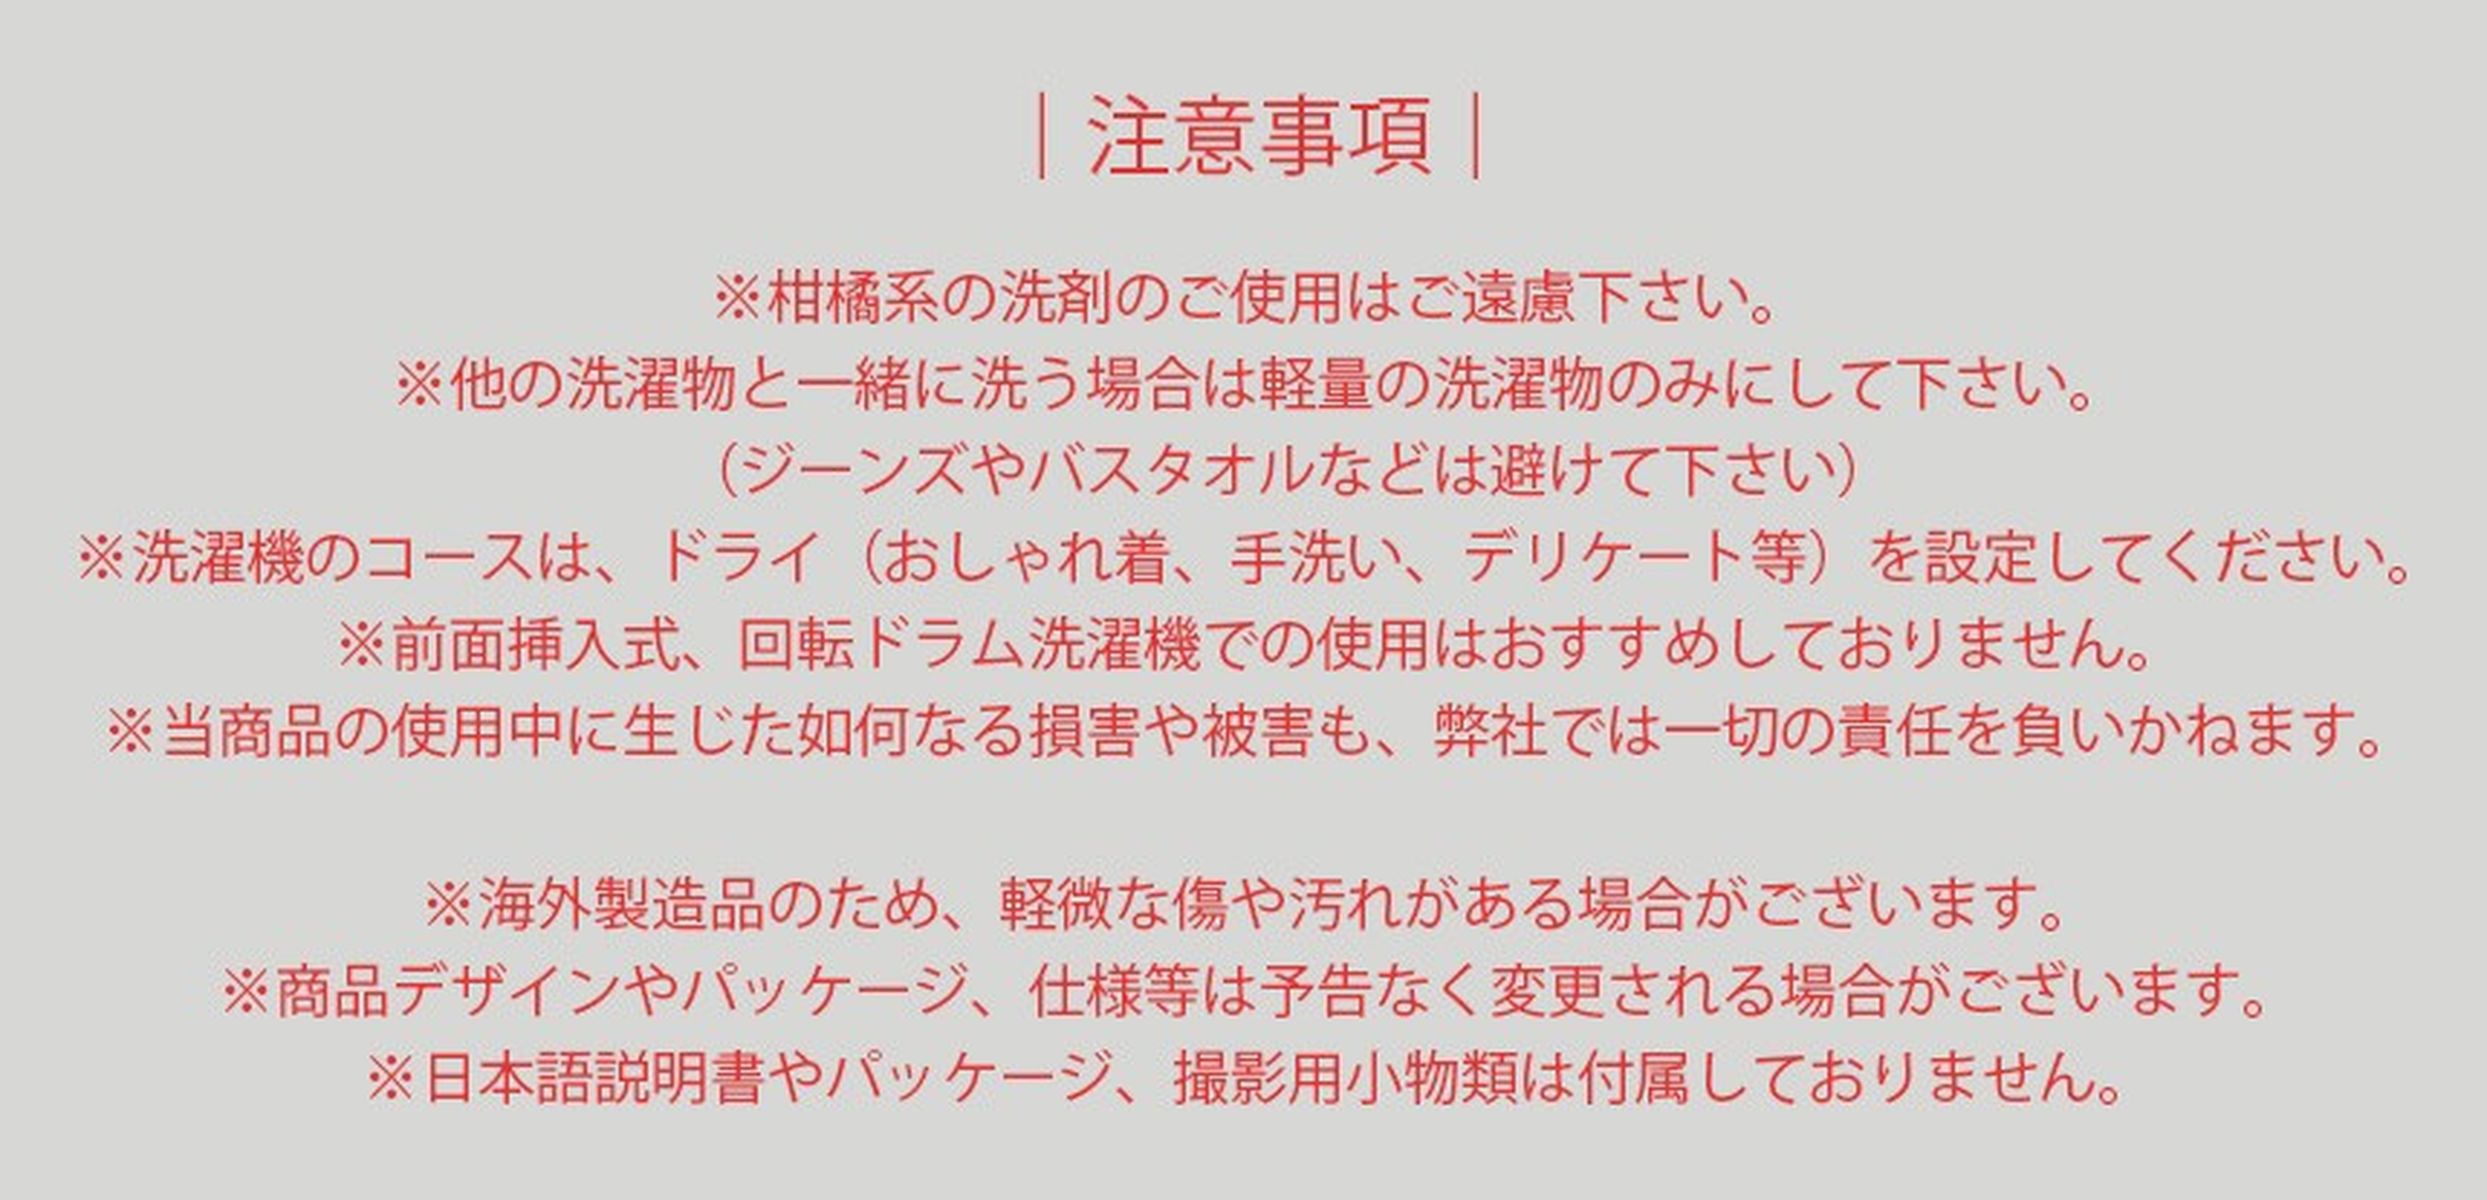 ｜注意事項｜
※柑橘系の洗剤のご使用はご遠慮下さい。
※他の洗濯物と一緒に洗う場合は軽量の洗濯物のみにして下さい。
（ジーンズやバスタオルなどは避けて下さい）
※洗濯機のコースは、ドライ（おしゃれ着、手洗い、デリケート等）を設定してください。
※前面挿入式、回転ドラム洗濯機での使用はおすすめしておりません。
※当商品の使用中に生じた如何なる損害や被害も、弊社では一切の責任を負いかねます。
※海外製造品のため、軽微な傷や汚れがある場合がございます。
※商品デザインやパッケージ、仕様等は予告なく変更される場合がございます。
※日本語説明書やパッケージ、撮影用小物類は付属しておりません。